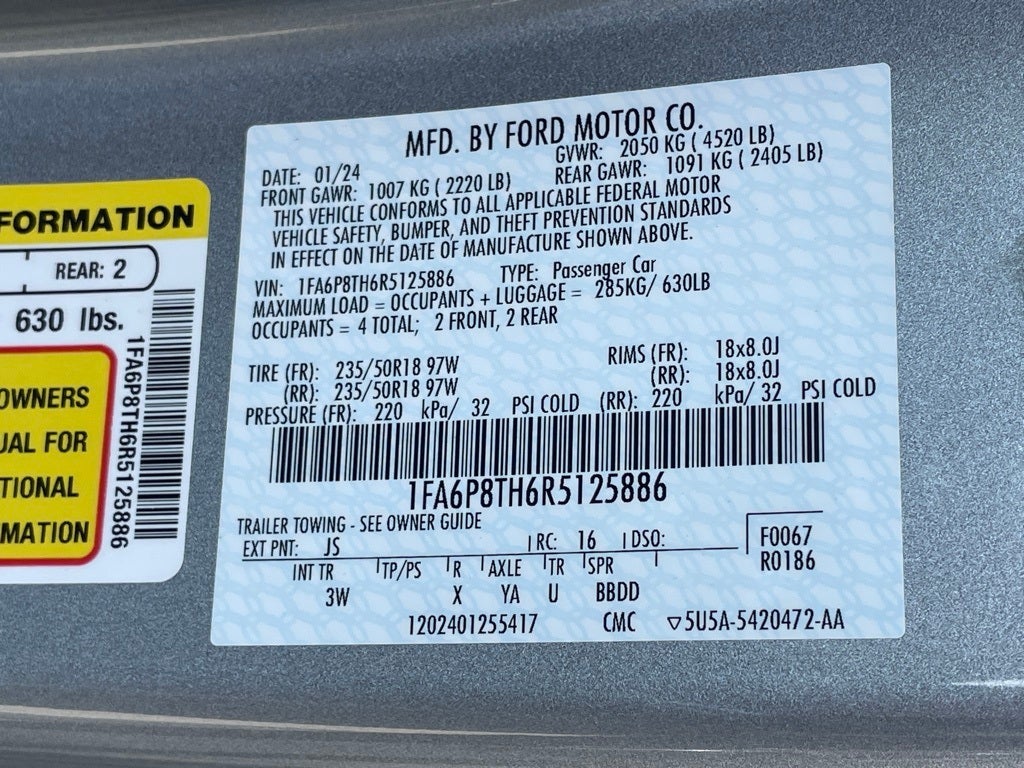 MFD. BY FORD MOTOR CO.
DATE: 01/24 GVWR: 2050 KG ( 4520 LB)
FRONT GAWR: 1007 KG ( 2220 LB) REAR GAWR: 1091 KG ( 2405 LB)
THIS VEHICLE CONFORMS TO ALL APPLICABLE FEDERAL MOTOR
VEHICLE SAFETY, BUMPER, AND THEFT PREVENTION STANDARDS
IN EFFECT ON THE DATE OF MANUFACTURE SHOWN ABOVE.
VIN: 1FA6P8TH6R5125886 TYPE: Passenger Car
MAXIMUM LOAD = OCCUPANTS + LUGGAGE = 285KG/ 630LB
OCCUPANTS = 4 TOTAL; 2 FRONT, 2 REAR
TIRE (FR): 235/50R18 97W RIMS (FR): 18x8.0J
(RR): 235/50R18 97W (RR): 18x8.0J
PRESSURE (FR): 220 kPa/ 32 PSI COLD (RR): 220 kPa/ 32 PSI COLD
1FA6P8TH6R5125886
TRAILER TOWING - SEE OWNER GUIDE
EXT PNT: JS RC: 16 DSO: F0067
R0186
INT TR TP/PS R AXLE TR SPR
3W X YA U BBDD
1202401255417 CMC ▽5U5A-5420472-AA
FORMATION
REAR: 2
630 lbs.
OWNERS
UAL FOR
TIONAL
MATION
1FA6P8TH6R5125886